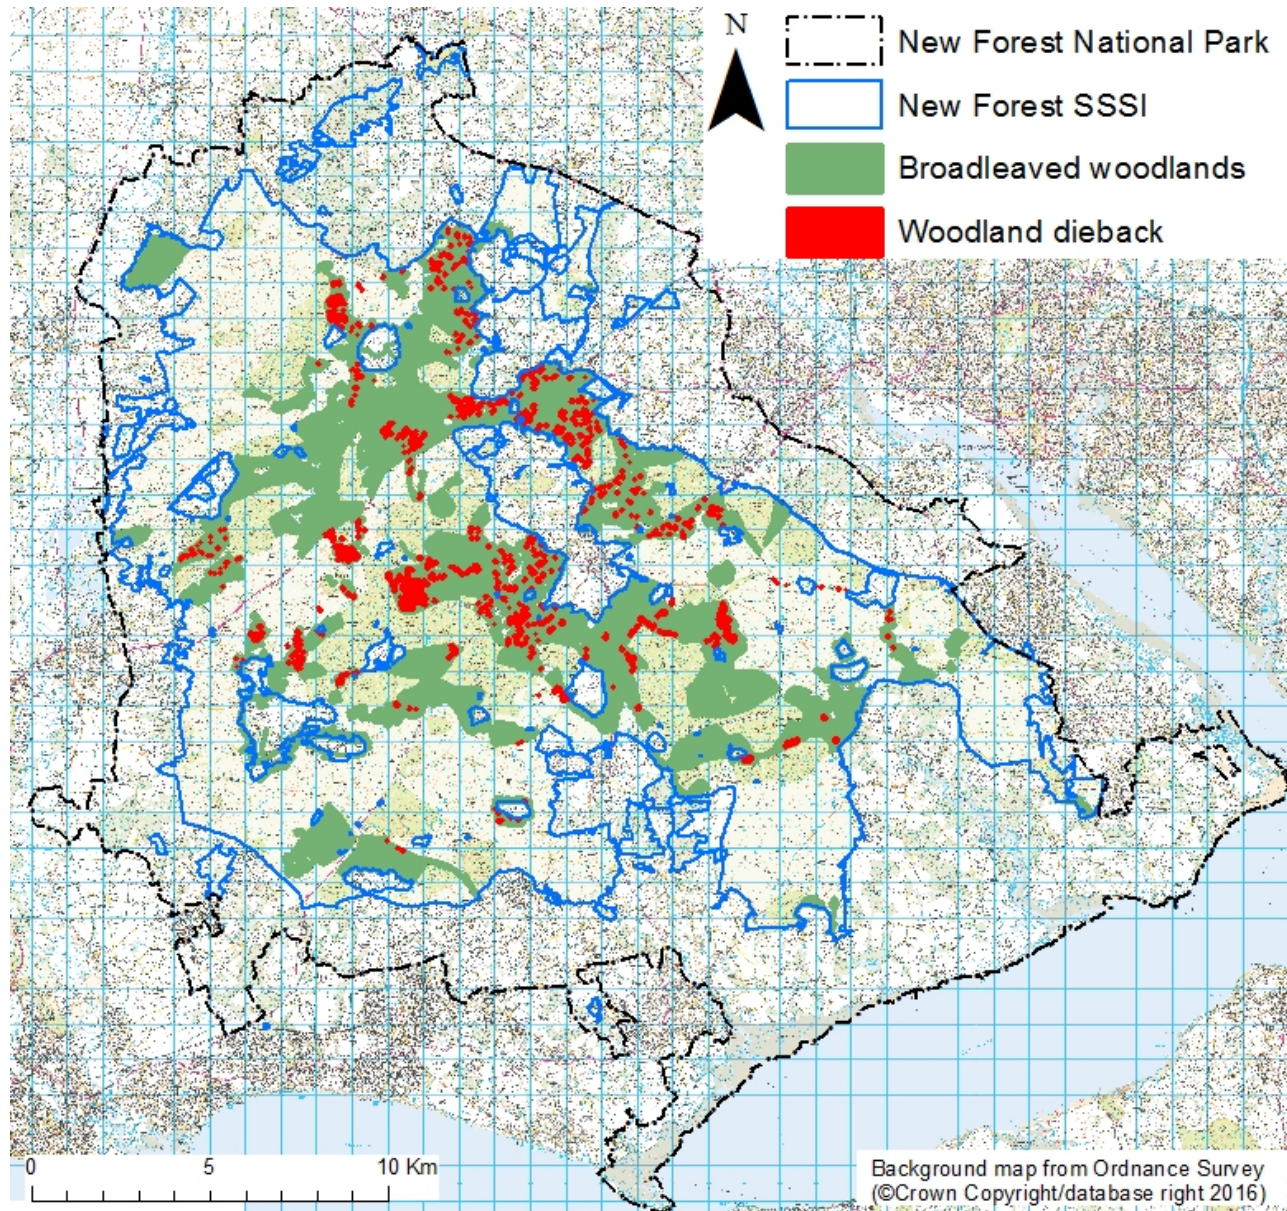 N
New Forest National Park
New Forest SSSI
Broadleaved woodlands
Woodland dieback
0 5 10 Km
Background map from Ordnance Survey
(©Crown Copyright/database right 2016)